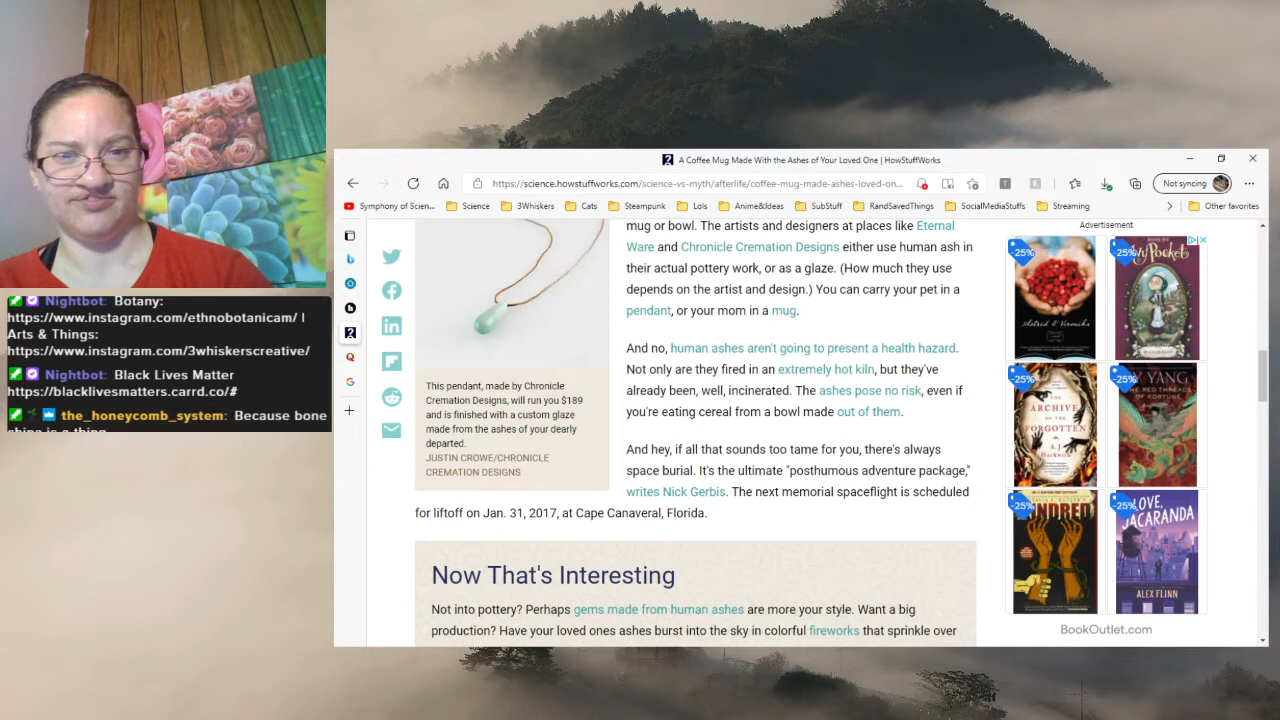 Nightbot: Botany:
https://www.instagram.com/ethnobotanicam/ |
Arts & Things:
https://www.instagram.com/3whiskerscreative/
Nightbot: Black Lives Matter
https://blacklivesmatters.carrd.co/#
the_honeycomb_system: Because bone
A Coffee Mug Made With the Ashes of Your Loved One | HowStuffWorks
https://science.howstuffworks.com/science-vs-myth/afterlife/coffee-mug-made-ashes-loved-on...
Not syncing
Symphony of Scien...
Science
3Whiskers
Cats
Steampunk
Lols
Anime&Ideas
SubStuff
RandSavedThings
SocialMediaStuffs
Streaming
Other favorites
mug or bowl. The artists and designers at places like Eternal
Ware and Chronicle Cremation Designs either use human ash in
their actual pottery work, or as a glaze. (How much they use
depends on the artist and design.) You can carry your pet in a
pendant, or your mom in a mug.
And no, human ashes aren't going to present a health hazard.
Not only are they fired in an extremely hot kiln, but they've
already been, well, incinerated. The ashes pose no risk, even if
you're eating cereal from a bowl made out of them.
And hey, if all that sounds too tame for you, there's always
space burial. It's the ultimate "posthumous adventure package,"
writes Nick Gerbis. The next memorial spaceflight is scheduled
for liftoff on Jan. 31, 2017, at Cape Canaveral, Florida.
This pendant, made by Chronicle
Cremation Designs, will run you $189
and is finished with a custom glaze
made from the ashes of your dearly
departed.
JUSTIN CROWE/CHRONICLE
CREMATION DESIGNS
Now That's Interesting
Not into pottery? Perhaps gems made from human ashes are more your style. Want a big
production? Have your loved ones ashes burst into the sky in colorful fireworks that sprinkle over
Advertisement
-25%
-25%
-25%
THE
ARCHIVE
OF THE
FORGOTTEN
-25%
YANG
THE RED THREADS
OF FORTUNE
-25%
-25%
LOVE,
JACARANDA
ALEX FLINN
BookOutlet.com